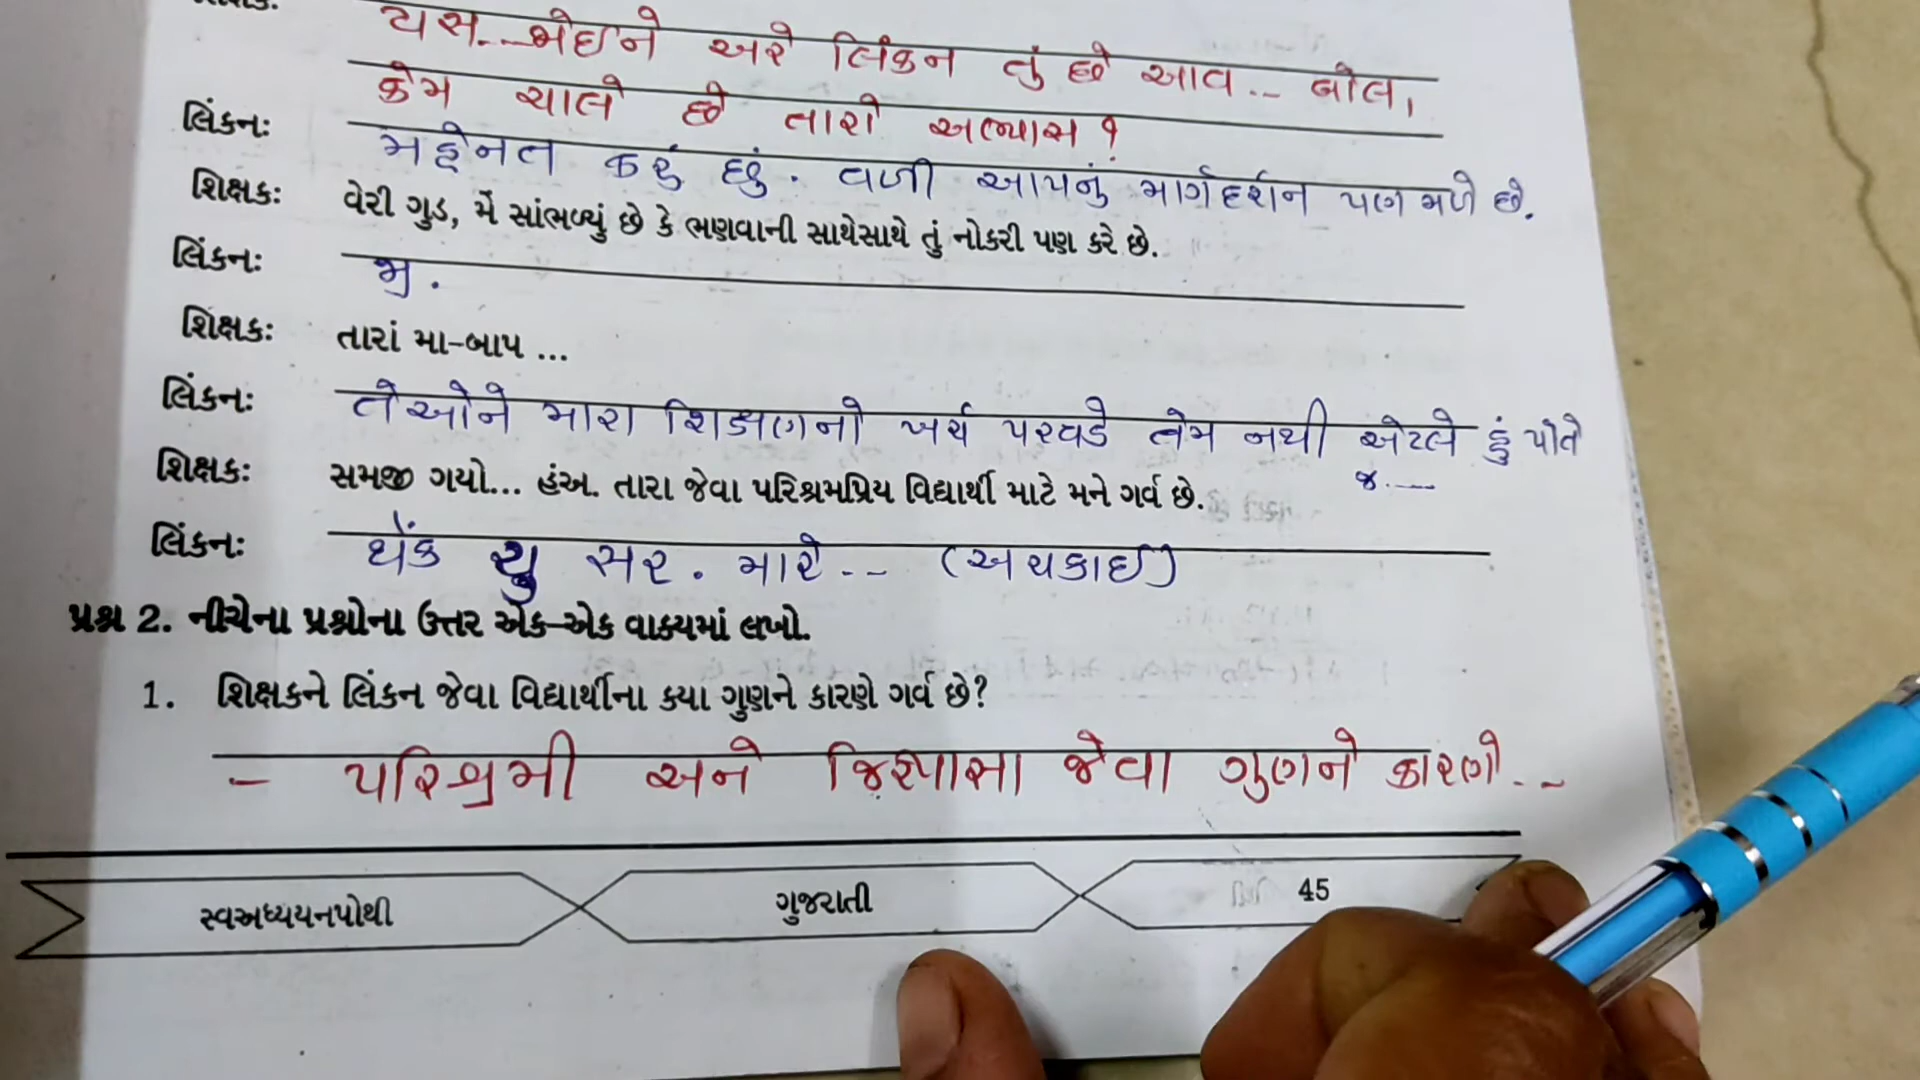 યસ...ભોઈને અરે લિંકન તું છે આવ... બોલ,
કેમ ચાલે છે તારો અભ્યાસ ?
લિંકન: મહેનત કરું છું. વળી આપનું માર્ગદર્શન પણ મળે છે.
શિક્ષક: વેરી ગુડ, મેં સાંભળ્યું છે કે ભણવાની સાથેસાથે તું નોકરી પણ કરે છે.
લિંકન: જી.
શિક્ષક: તારાં મા-બાપ ...
લિંકન: તેઓને મારા શિક્ષણનો ખર્ચ પરવડે તેમ નથી એટલે હું પોતે
જ....
શિક્ષક: સમજી ગયો... હંઅ. તારા જેવા પરિશ્રમપ્રિય વિદ્યાર્થી માટે મને ગર્વ છે.
લિંકન: થેંક યુ સર. મારે-- (અચકાઈ)
પ્રશ્ન 2. નીચેના પ્રશ્નોના ઉત્તર એક-એક વાક્યમાં લખો.
1. શિક્ષકને લિંકન જેવા વિદ્યાર્થીના કયા ગુણને કારણે ગર્વ છે?
- પરિશ્રમી અને જિજ્ઞાસા જેવા ગુણને કારણે...
સ્વઅધ્યયનપોથી ગુજરાતી 45